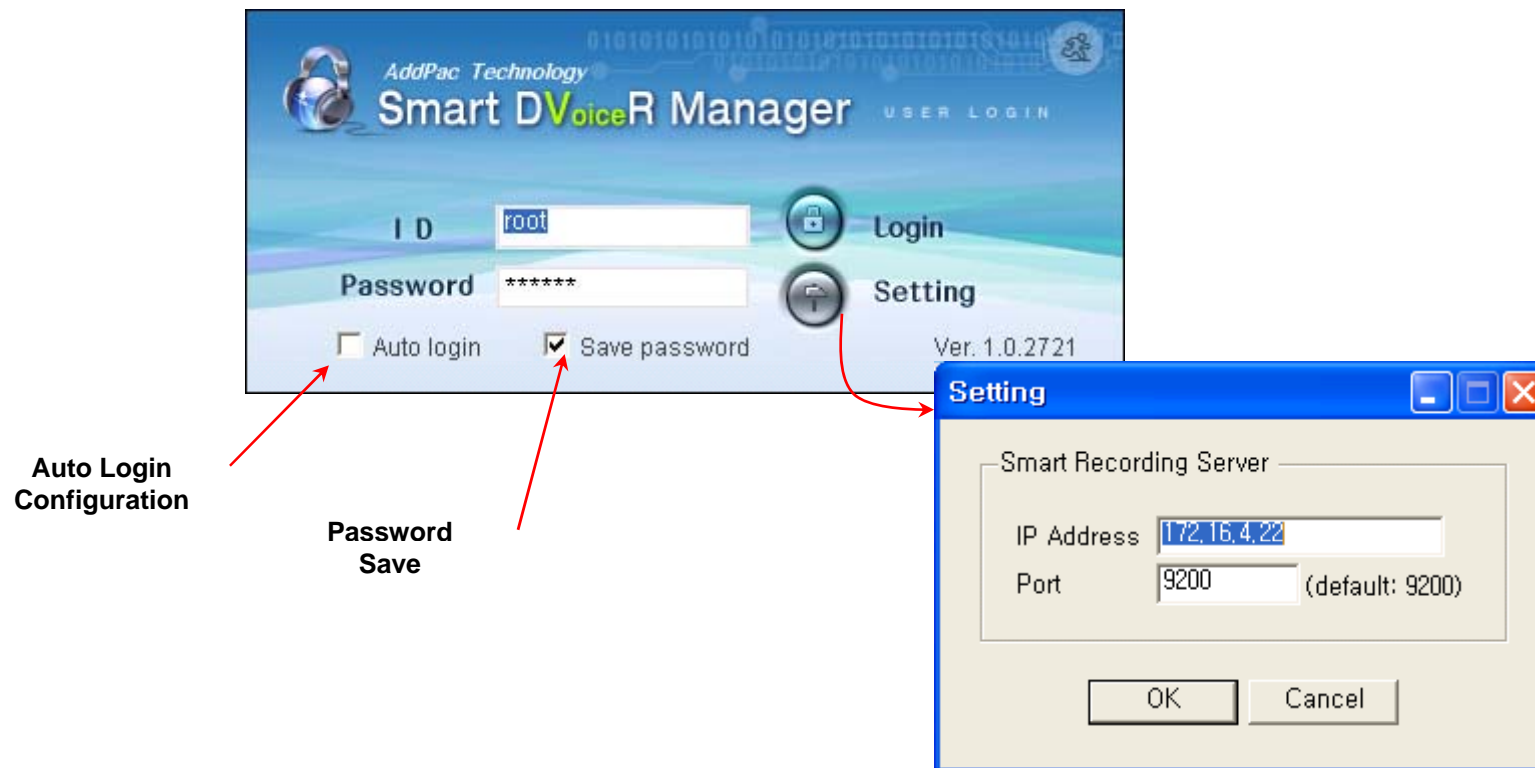 AddPac Technology
Smart DVoiceR Manager USER LOGIN
I D root Login
Password ****** Setting
Auto login Save password Ver. 1.0.2721
Setting
Smart Recording Server
IP Address 172.16.4.22
Port 9200 (default: 9200)
OK Cancel
Auto Login
Configuration
Password
Save